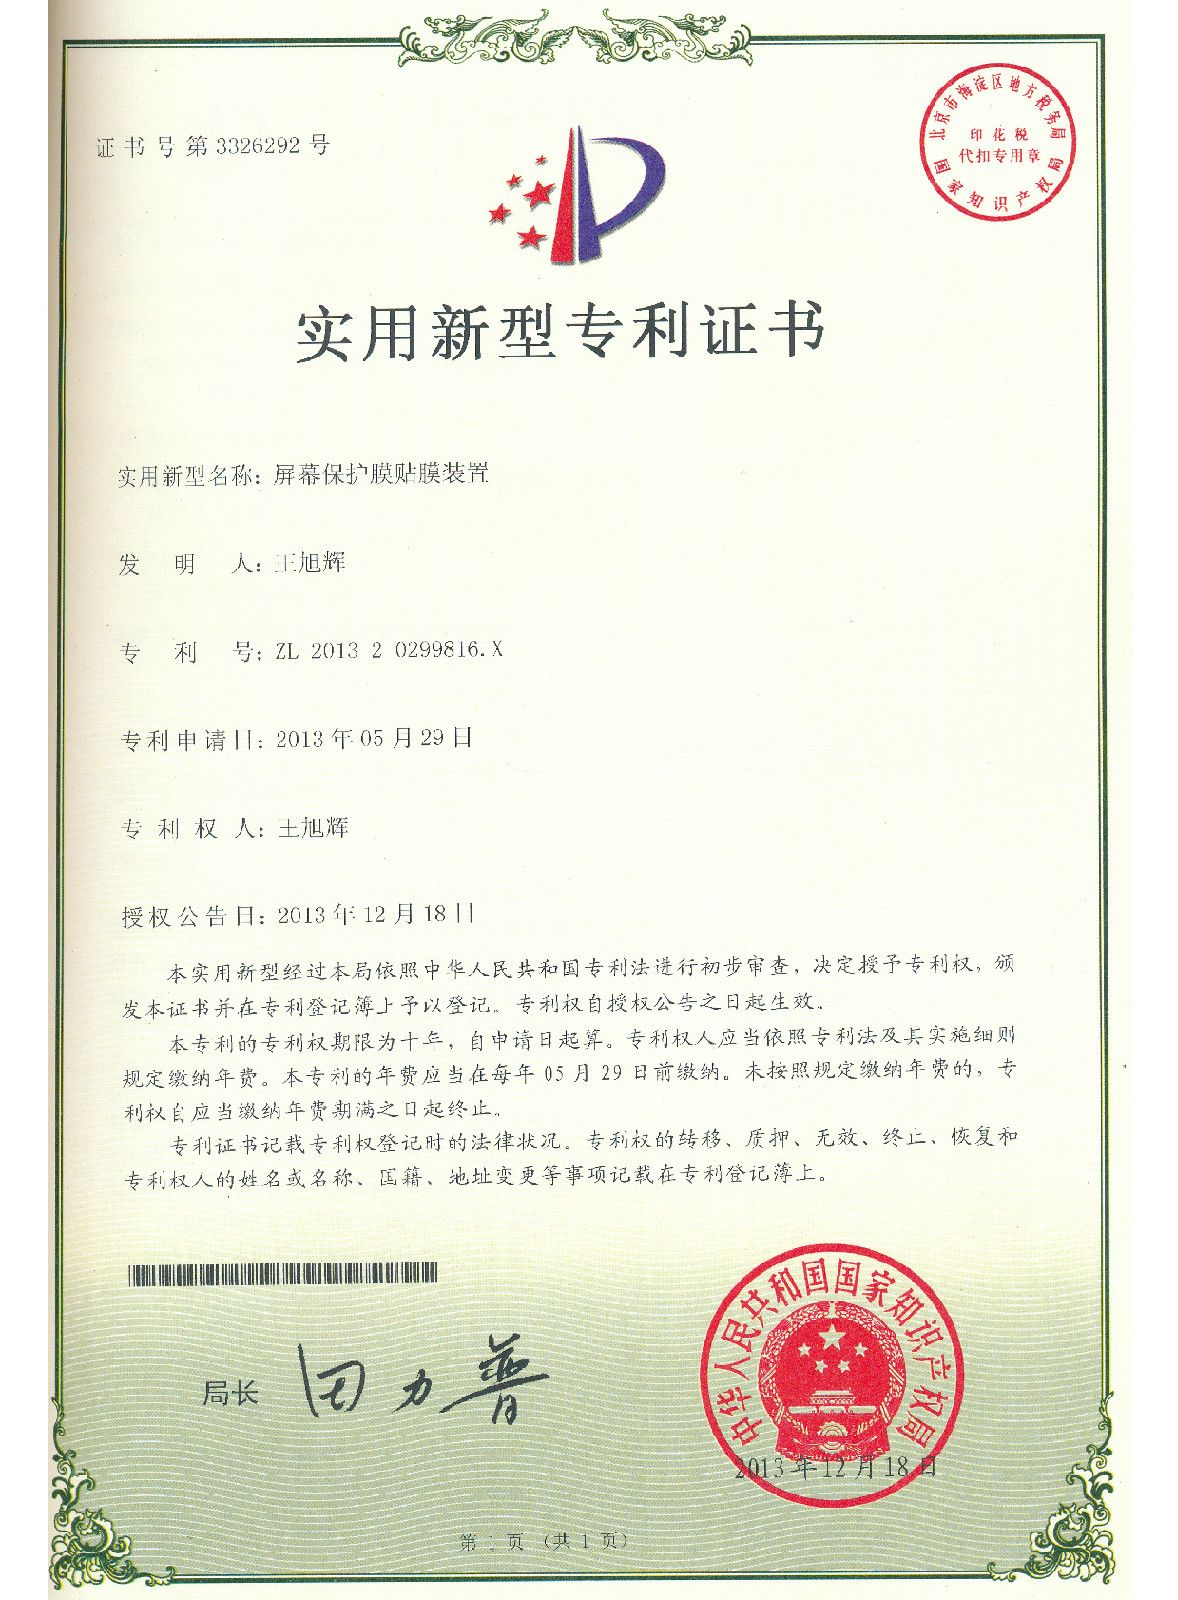 证书号第3326292号
北京市海淀区地方税务局
印花税
代扣专用章
国家知识产权局
实用新型专利证书
实用新型名称：屏幕保护膜贴膜装置
发明人：王旭辉
专利号：ZL 2013 2 0299816.X
专利申请日：2013年05月29日
专利权人：王旭辉
授权公告日：2013年12月18日
本实用新型经过本局依照中华人民共和国专利法进行初步审查，决定授予专利权，颁
发本证书并在专利登记簿上予以登记。专利权自授权公告之日起生效。
本专利的专利权期限为十年，自申请日起算。专利权人应当依照专利法及其实施细则
规定缴纳年费。本专利的年费应当在每年05月29日前缴纳。未按照规定缴纳年费的，专
利权自应当缴纳年费期满之日起终止。
专利证书记载专利权登记时的法律状况。专利权的转移、质押、无效、终止、恢复和
专利权人的姓名或名称、国籍、地址变更等事项记载在专利登记簿上。
局长 田力普
中华人民共和国国家知识产权局
2013年12月18日
第1页（共1页）